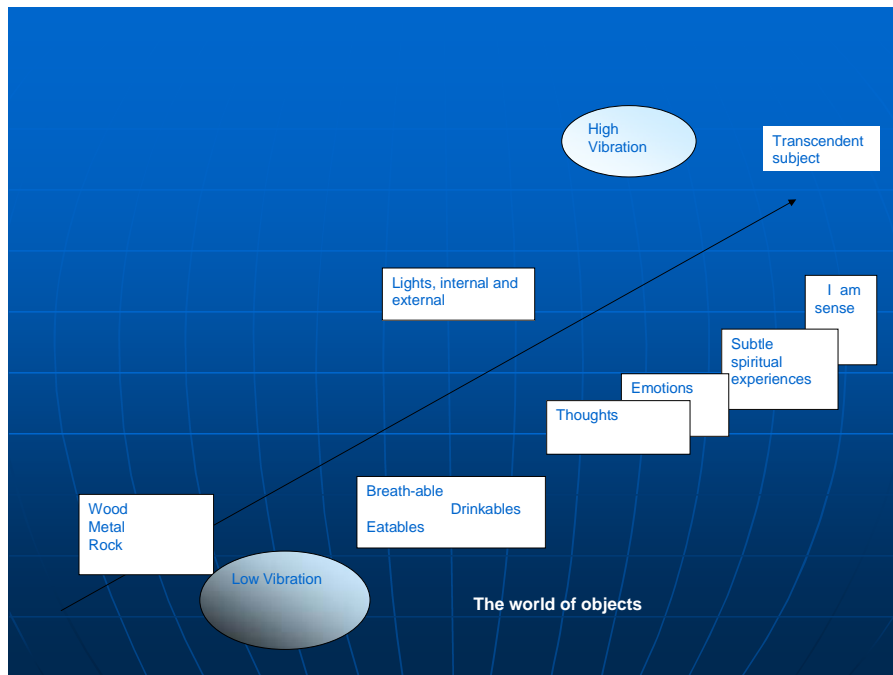 High
Vibration
Transcendent
subject
Lights, internal and
external
I am
sense
Subtle
spiritual
experiences
Emotions
Thoughts
Breath-able
Drinkables
Eatables
Wood
Metal
Rock
Low Vibration
The world of objects